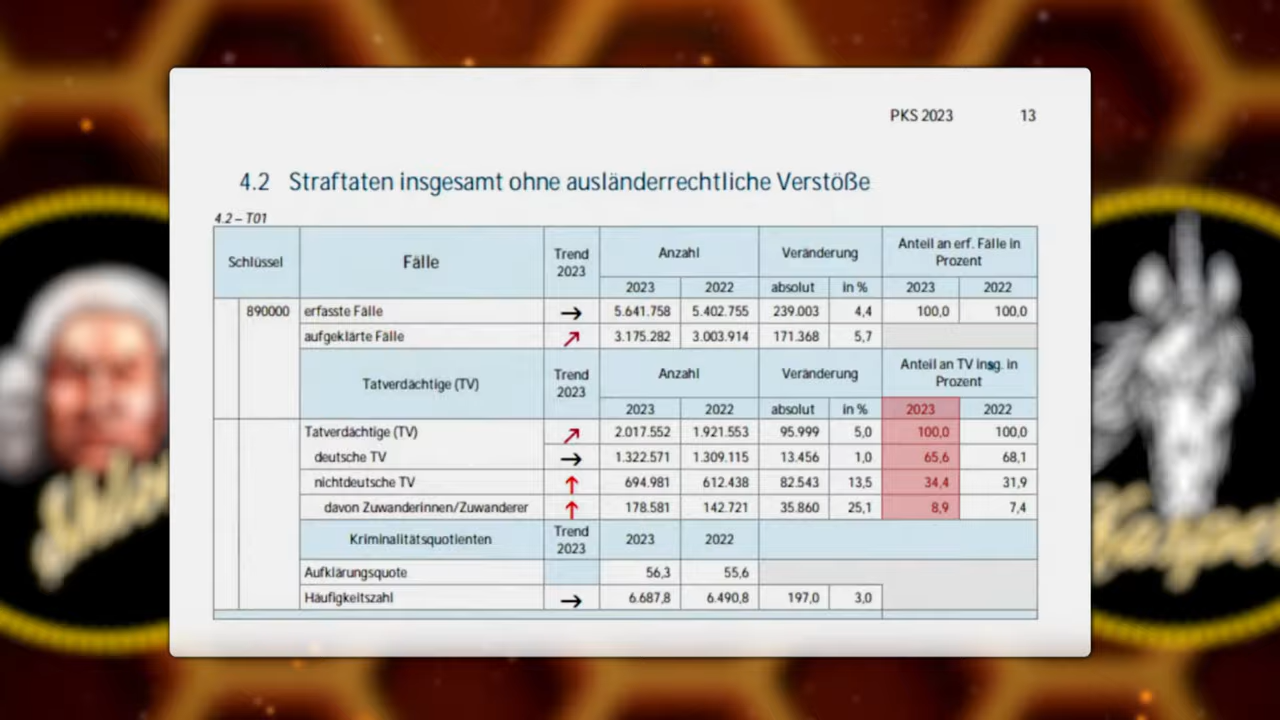 PKS 2023 13
4.2 Straftaten insgesamt ohne ausländerrechtliche Verstöße
4.2 – T01
Schlüssel Fälle Trend 2023 Anzahl Veränderung Anteil an erf. Fälle in Prozent
2023 2022 absolut in % 2023 2022
890000 erfasste Fälle → 5.641.758 5.402.755 239.003 4,4 100,0 100,0
aufgeklärte Fälle ↗ 3.175.282 3.003.914 171.368 5,7
Tatverdächtige (TV) Trend 2023 Anzahl Veränderung Anteil an TV insg. in Prozent
2023 2022 absolut in % 2023 2022
Tatverdächtige (TV) ↗ 2.017.552 1.921.553 95.999 5,0 100,0 100,0
deutsche TV → 1.322.571 1.309.115 13.456 1,0 65,6 68,1
nichtdeutsche TV ↑ 694.981 612.438 82.543 13,5 34,4 31,9
davon Zuwanderinnen/Zuwanderer ↑ 178.581 142.721 35.860 25,1 8,9 7,4
Kriminalitätsquotienten Trend 2023 2023 2022
Aufklärungsquote 56,3 55,6
Häufigkeitszahl → 6.687,8 6.490,8 197,0 3,0